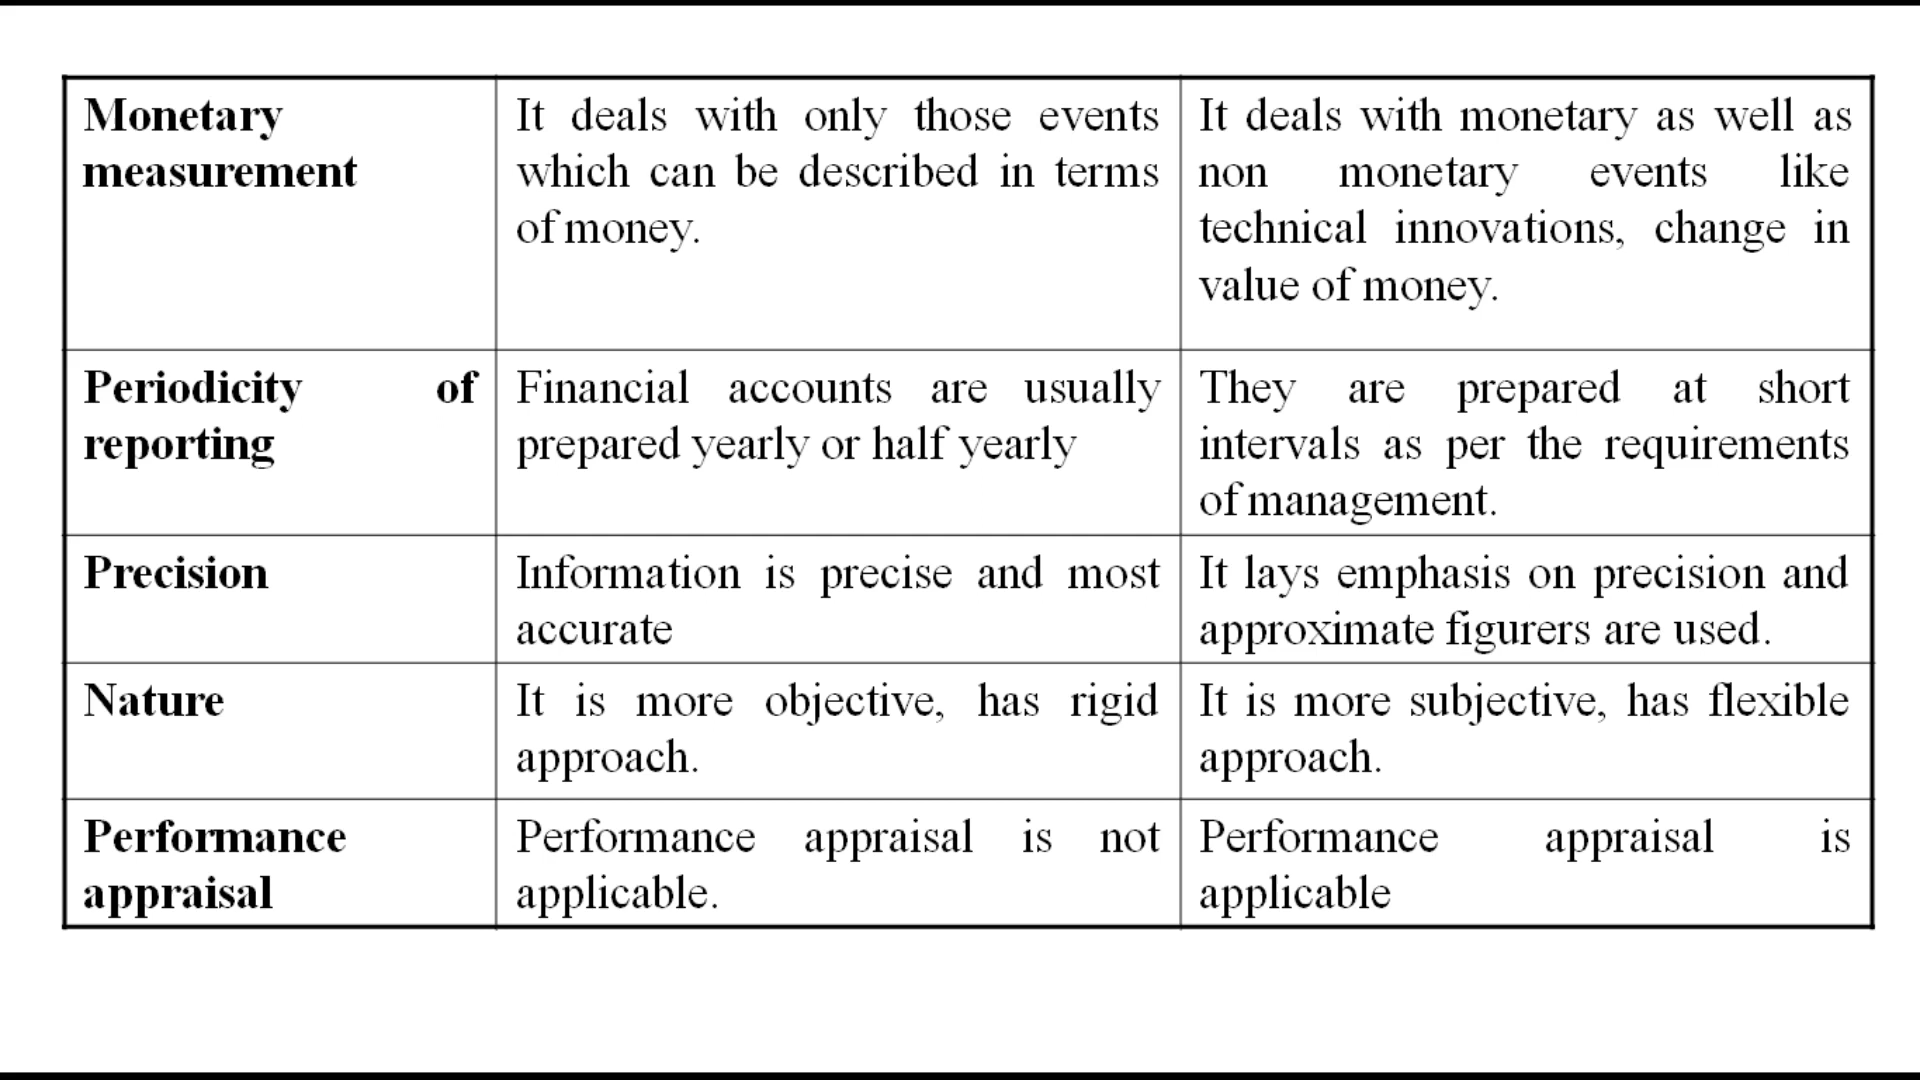 Monetary
measurement
It deals with only those events
which can be described in terms
of money.
It deals with monetary as well as
non monetary events like
technical innovations, change in
value of money.
Periodicity of
reporting
Financial accounts are usually
prepared yearly or half yearly
They are prepared at short
intervals as per the requirements
of management.
Precision
Information is precise and most
accurate
It lays emphasis on precision and
approximate figurers are used.
Nature
It is more objective, has rigid
approach.
It is more subjective, has flexible
approach.
Performance
appraisal
Performance appraisal is not
applicable.
Performance appraisal is
applicable